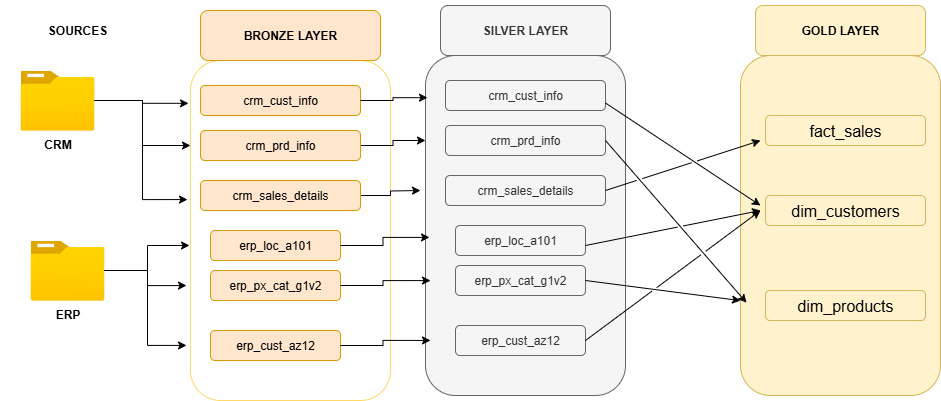 SOURCES
BRONZE LAYER
SILVER LAYER
GOLD LAYER
CRM
crm_cust_info
crm_prd_info
crm_sales_details
ERP
erp_loc_a101
erp_px_cat_g1v2
erp_cust_az12
crm_cust_info
crm_prd_info
crm_sales_details
erp_loc_a101
erp_px_cat_g1v2
erp_cust_az12
fact_sales
dim_customers
dim_products